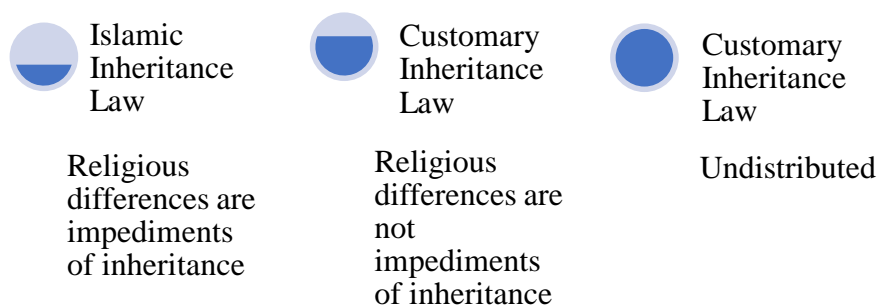 Islamic
Inheritance
Law
Religious
differences are
impediments
of inheritance
Customary
Inheritance
Law
Religious
differences are
not
impediments
of inheritance
Customary
Inheritance
Law
Undistributed